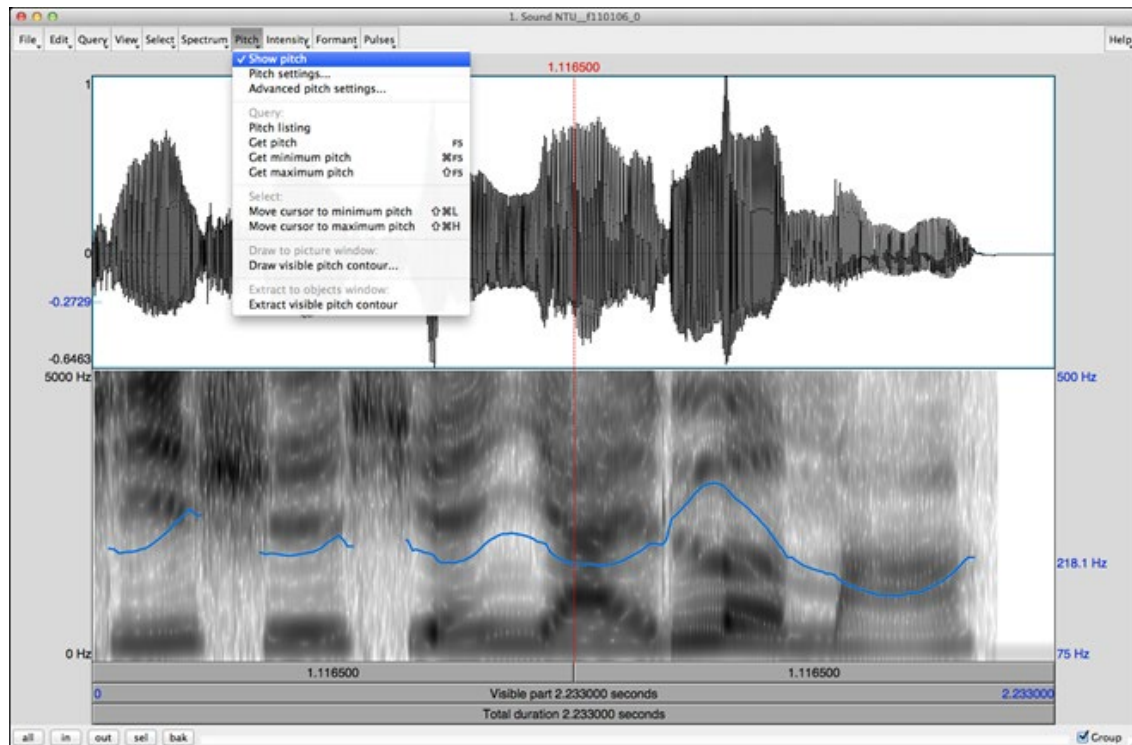 1. Sound NTU__f110106_0
File Edit Query View Select Spectrum Pitch Intensity Formant Pulses Help
✓ Show pitch
Pitch settings...
Advanced pitch settings...
Query:
Pitch listing
Get pitch F5
Get minimum pitch ⌘F5
Get maximum pitch ⇧F5
Select:
Move cursor to minimum pitch ⇧⌘L
Move cursor to maximum pitch ⇧⌘H
Draw to picture window:
Draw visible pitch contour...
Extract to objects window:
Extract visible pitch contour
1.116500
1
0
-0.2729
-0.6463
5000 Hz 500 Hz
218.1 Hz
0 Hz 75 Hz
1.116500 1.116500
0 Visible part 2.233000 seconds 2.233000
Total duration 2.233000 seconds
all in out sel bak Group